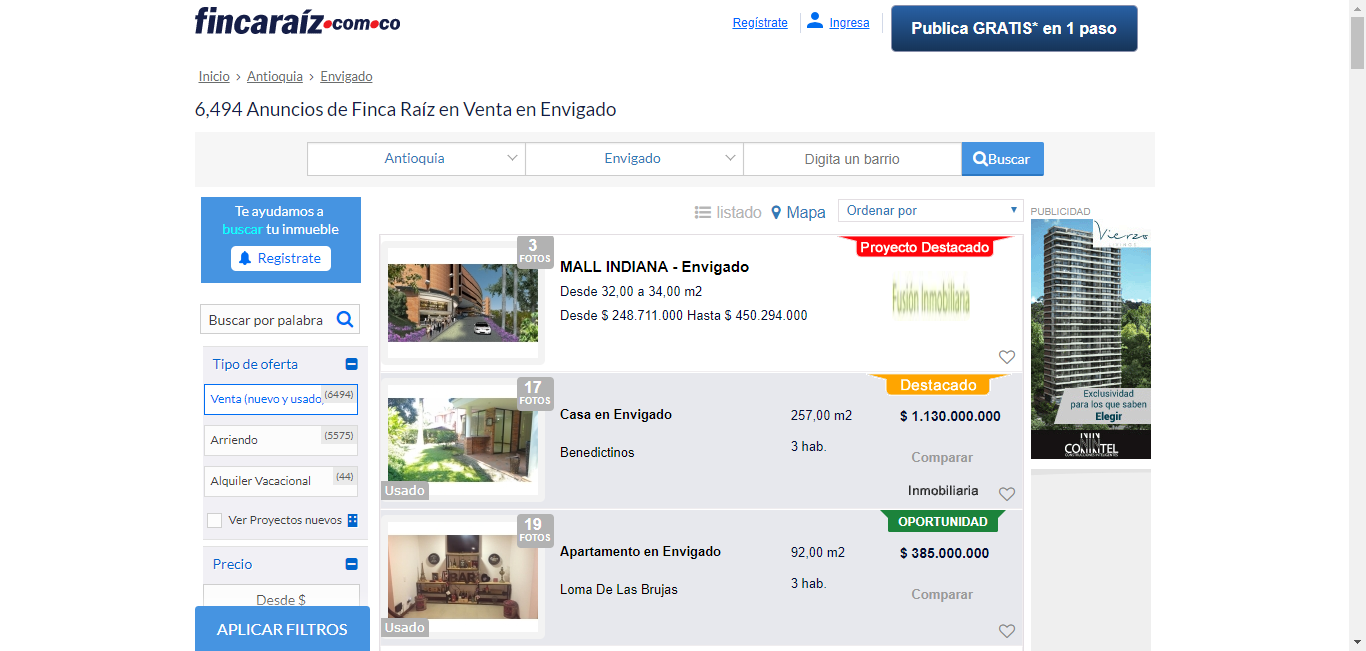 fincaraíz.com.co
Regístrate
Ingresa
Publica GRATIS* en 1 paso
Inicio › Antioquia › Envigado
6,494 Anuncios de Finca Raíz en Venta en Envigado
Antioquia
Envigado
Digita un barrio
Buscar
Te ayudamos a
buscar tu inmueble
Registrate
Buscar por palabra
Tipo de oferta
Venta (nuevo y usado
(6494)
Arriendo
(5575)
Alquiler Vacacional
(44)
Ver Proyectos nuevos
Precio
Desde $
APLICAR FILTROS
listado
Mapa
Ordenar por
3
FOTOS
MALL INDIANA - Envigado
Desde 32,00 a 34,00 m2
Desde $ 248.711.000 Hasta $ 450.294.000
Proyecto Destacado
Fusión Inmobiliaria
17
FOTOS
Usado
Casa en Envigado
Benedictinos
257,00 m2
3 hab.
Destacado
$ 1.130.000.000
Comparar
Inmobiliaria
19
FOTOS
BAR
Usado
Apartamento en Envigado
Loma De Las Brujas
92,00 m2
3 hab.
OPORTUNIDAD
$ 385.000.000
Comparar
PUBLICIDAD
Vierzo
Exclusividad
para los que saben
Elegir
CONINTEL